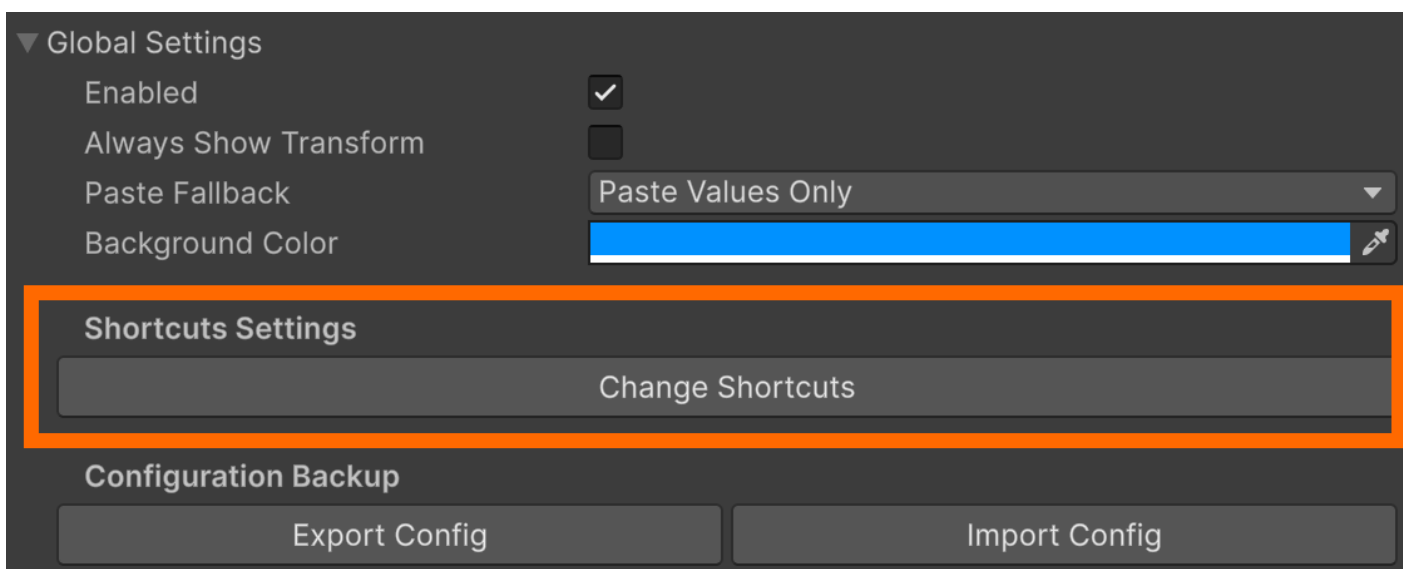 Global Settings
Enabled
Always Show Transform
Paste Fallback Paste Values Only
Background Color
Shortcuts Settings
Change Shortcuts
Configuration Backup
Export Config Import Config